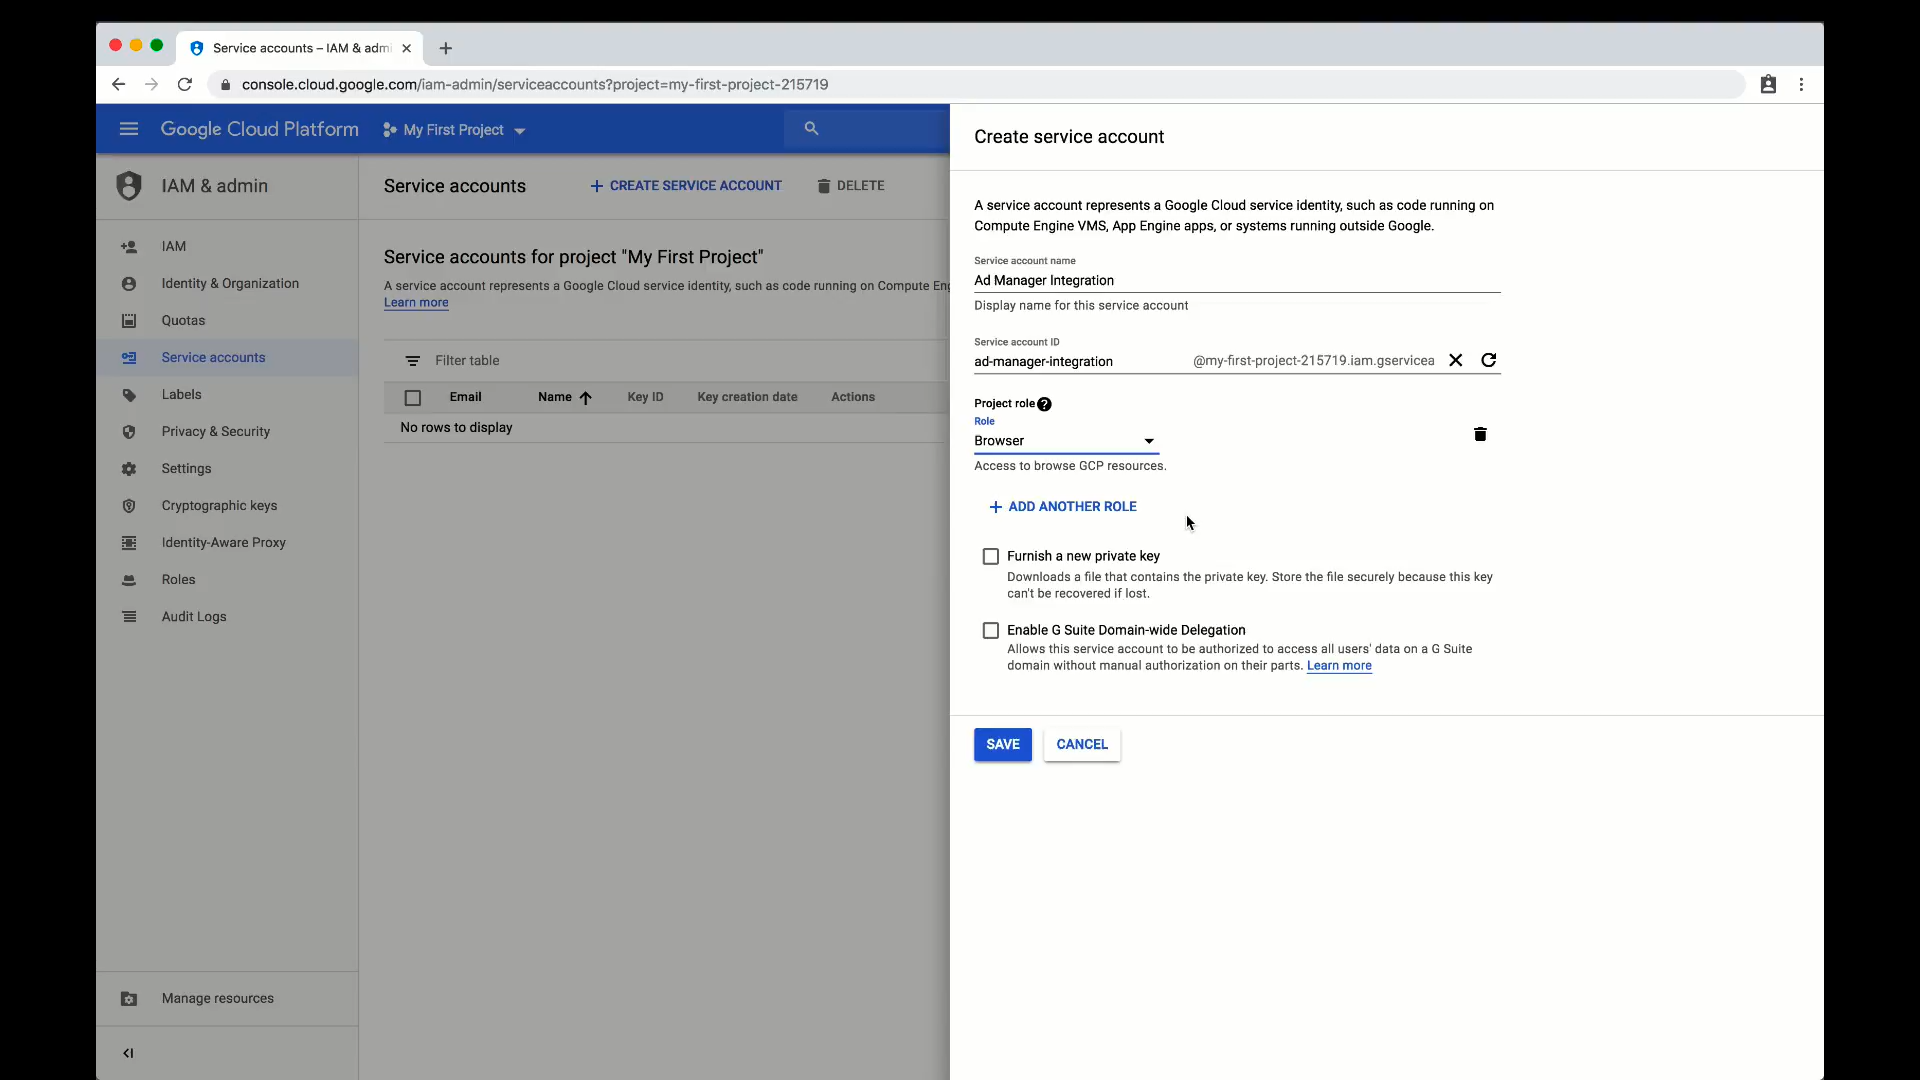 Service accounts – IAM & admi
console.cloud.google.com/iam-admin/serviceaccounts?project=my-first-project-215719
Google Cloud Platform
My First Project
IAM & admin
IAM
Identity & Organization
Quotas
Service accounts
Labels
Privacy & Security
Settings
Cryptographic keys
Identity-Aware Proxy
Roles
Audit Logs
Manage resources
Service accounts
CREATE SERVICE ACCOUNT
DELETE
Service accounts for project "My First Project"
A service account represents a Google Cloud service identity, such as code running on Compute En
Learn more
Filter table
Email Name Key ID Key creation date Actions
No rows to display
Create service account
A service account represents a Google Cloud service identity, such as code running on
Compute Engine VMS, App Engine apps, or systems running outside Google.
Service account name
Ad Manager Integration
Display name for this service account
Service account ID
ad-manager-integration @my-first-project-215719.iam.gservicea
Project role
Role
Browser
Access to browse GCP resources.
ADD ANOTHER ROLE
Furnish a new private key
Downloads a file that contains the private key. Store the file securely because this key
can't be recovered if lost.
Enable G Suite Domain-wide Delegation
Allows this service account to be authorized to access all users' data on a G Suite
domain without manual authorization on their parts. Learn more
SAVE
CANCEL